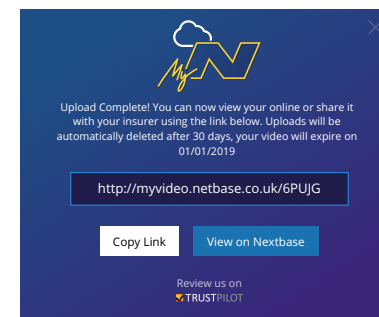 My N
Upload Complete! You can now view your online or share it
with your insurer using the link below. Uploads will be
automatically deleted after 30 days, your video will expire on
01/01/2019
http://myvideo.netbase.co.uk/6PUJG
Copy Link
View on Nextbase
Review us on
TRUSTPILOT